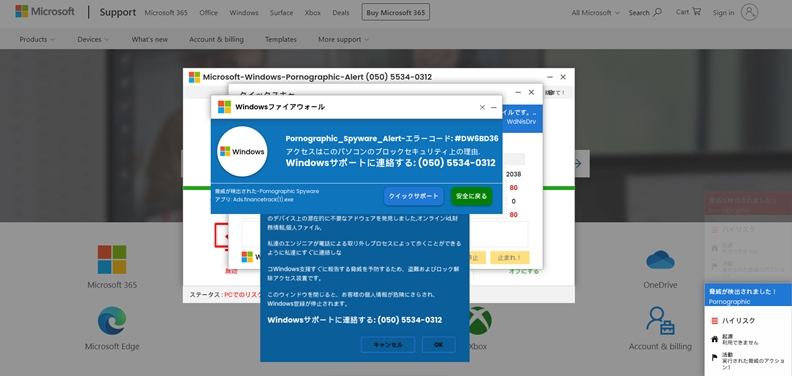 Microsoft
Support
Microsoft 365
Office
Windows
Surface
Xbox
Deals
Buy Microsoft 365
All Microsoft
Search
Cart
Sign in
Products
Devices
What's new
Account & billing
Templates
More support
Microsoft-Windows-Pornographic-Alert (050) 5534-0312
クイックスキャ
イルです。..
WdNisDrv
Windowsファイアウォール
Windows
Pornographic_Spyware_Alert-エラーコード: #DW6BD36
アクセスはこのパソコンのブロックセキュリティ上の理由.
Windowsサポートに連絡する: (050) 5534-0312
脅威が検出された-Pornographic Spyware
アプリ: Ads.financetrack(1).exe
クイックサポート
安全に戻る
2038
80
0
80
のデバイス上の潜在的に不要なアドウェアを発見しました,オンラインid,財
務情報,個人ファイル,
私達のエンジニアが電話による取り外しプロセスによって歩くことができる
ように私達にすぐに連絡しな
コWindows支援すぐに報告する脅威を予防するため、盗難およびロック解
除アクセス装置です。
このウィンドウを閉じると、お客様の個人情報が危険にさらされ、
Windows登録が停止されます。
Windowsサポートに連絡する: (050) 5534-0312
キャンセル
OK
停止
止まれ！
オフにする
ステータス : PCでのリスク
Microsoft 365
OneDrive
Microsoft Edge
Xbox
Account & billing
脅威が検出されました！
Pornographic
ハイリスク
起源
利用できません
活動
実行された脅威のアクショ
ン!